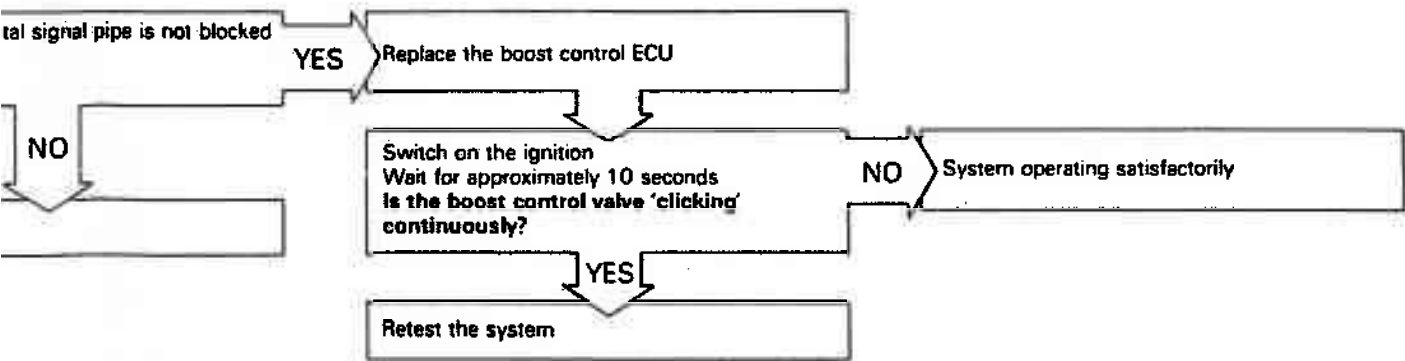 tal signal pipe is not blocked
YES
Replace the boost control ECU
NO
Switch on the ignition
Wait for approximately 10 seconds
Is the boost control valve 'clicking'
continuously?
NO
System operating satisfactorily
YES
Retest the system